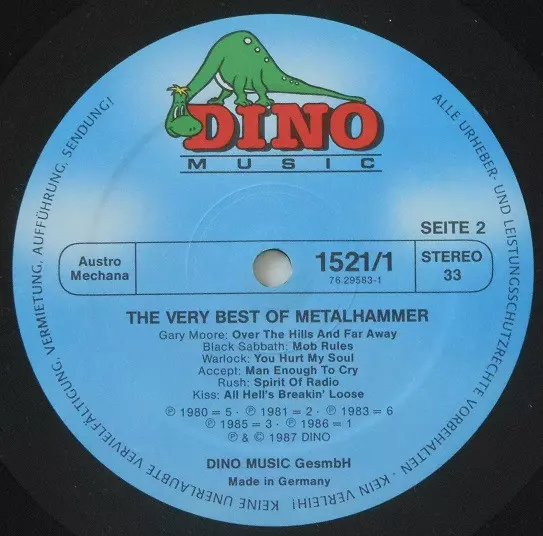 DINO
MUSIC
SEITE 2
Austro
Mechana
1521/1
76.29583-1
STEREO
33
THE VERY BEST OF METALHAMMER
Gary Moore: Over The Hills And Far Away
Black Sabbath: Mob Rules
Warlock: You Hurt My Soul
Accept: Man Enough To Cry
Rush: Spirit Of Radio
Kiss: All Hell's Breakin' Loose
℗ 1980 = 5 · ℗ 1981 = 2 · ℗ 1983 = 6
℗ 1985 = 3 · ℗ 1986 = 1
℗ & © 1987 DINO
DINO MUSIC GesmbH
Made in Germany
ALLE URHEBER- UND LEISTUNGSSCHUTZRECHTE VORBEHALTEN · KEIN VERLEIH! KEINE UNERLAUBTE VERVIELFÄLTIGUNG, VERMIETUNG, AUFFÜHRUNG, SENDUNG!